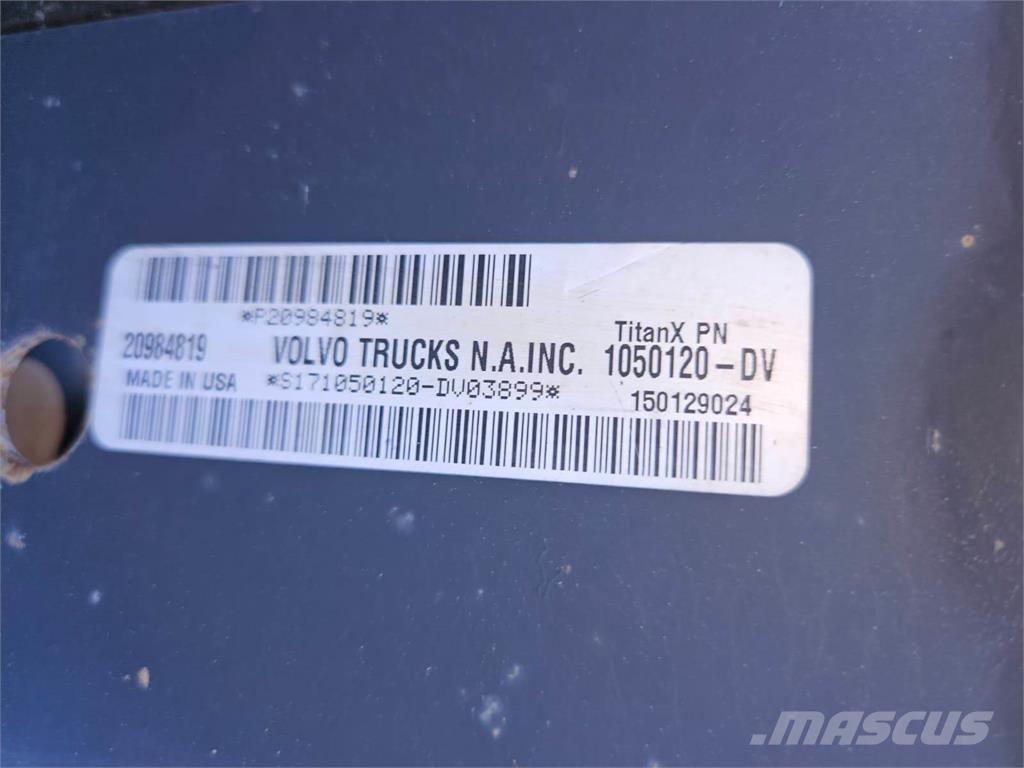 *P20984819*
TitanX PN
20984819 VOLVO TRUCKS N.A.INC. 1050120-DV
MADE IN USA *S171050120-DV03899* 150129024
MASCUS